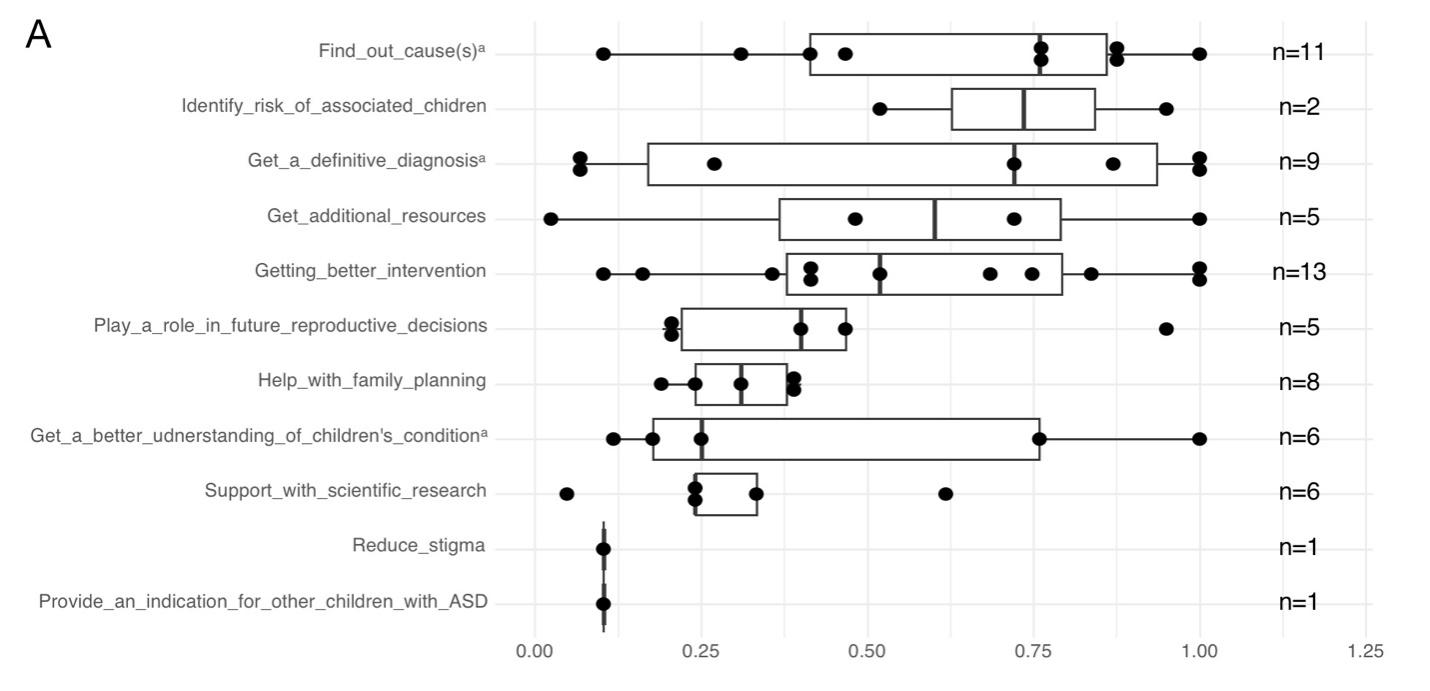 A
Find_out_cause(s)ᵃ n=11
Identify_risk_of_associated_chidren n=2
Get_a_definitive_diagnosisᵃ n=9
Get_additional_resources n=5
Getting_better_intervention n=13
Play_a_role_in_future_reproductive_decisions n=5
Help_with_family_planning n=8
Get_a_better_udnerstanding_of_children's_conditionᵃ n=6
Support_with_scientific_research n=6
Reduce_stigma n=1
Provide_an_indication_for_other_children_with_ASD n=1
0.00 0.25 0.50 0.75 1.00 1.25